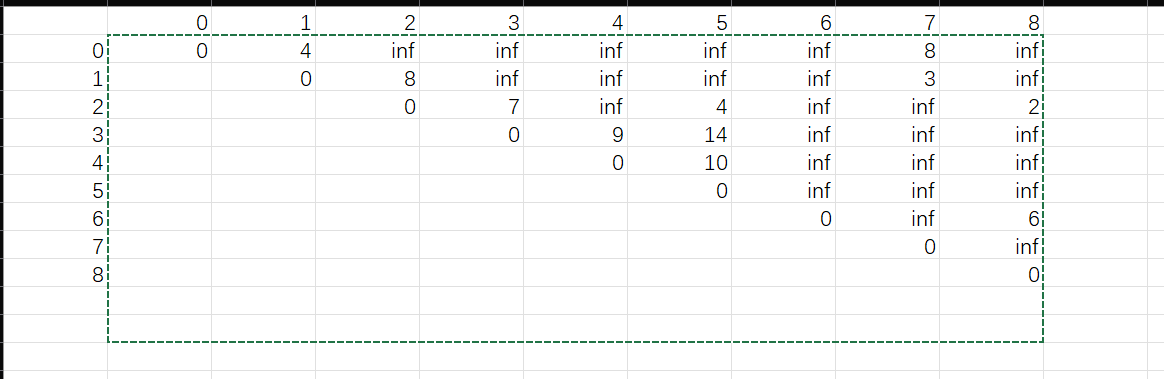 0 1 2 3 4 5 6 7 8
0 0 4 inf inf inf inf inf 8 inf
1 0 8 inf inf inf inf 3 inf
2 0 7 inf 4 inf inf 2
3 0 9 14 inf inf inf
4 0 10 inf inf inf
5 0 inf inf inf
6 0 inf 6
7 0 inf
8 0